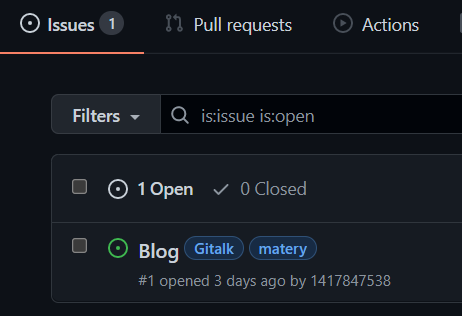 Issues 1 Pull requests Actions
Filters is:issue is:open
1 Open 0 Closed
Blog Gitalk matery
#1 opened 3 days ago by 1417847538